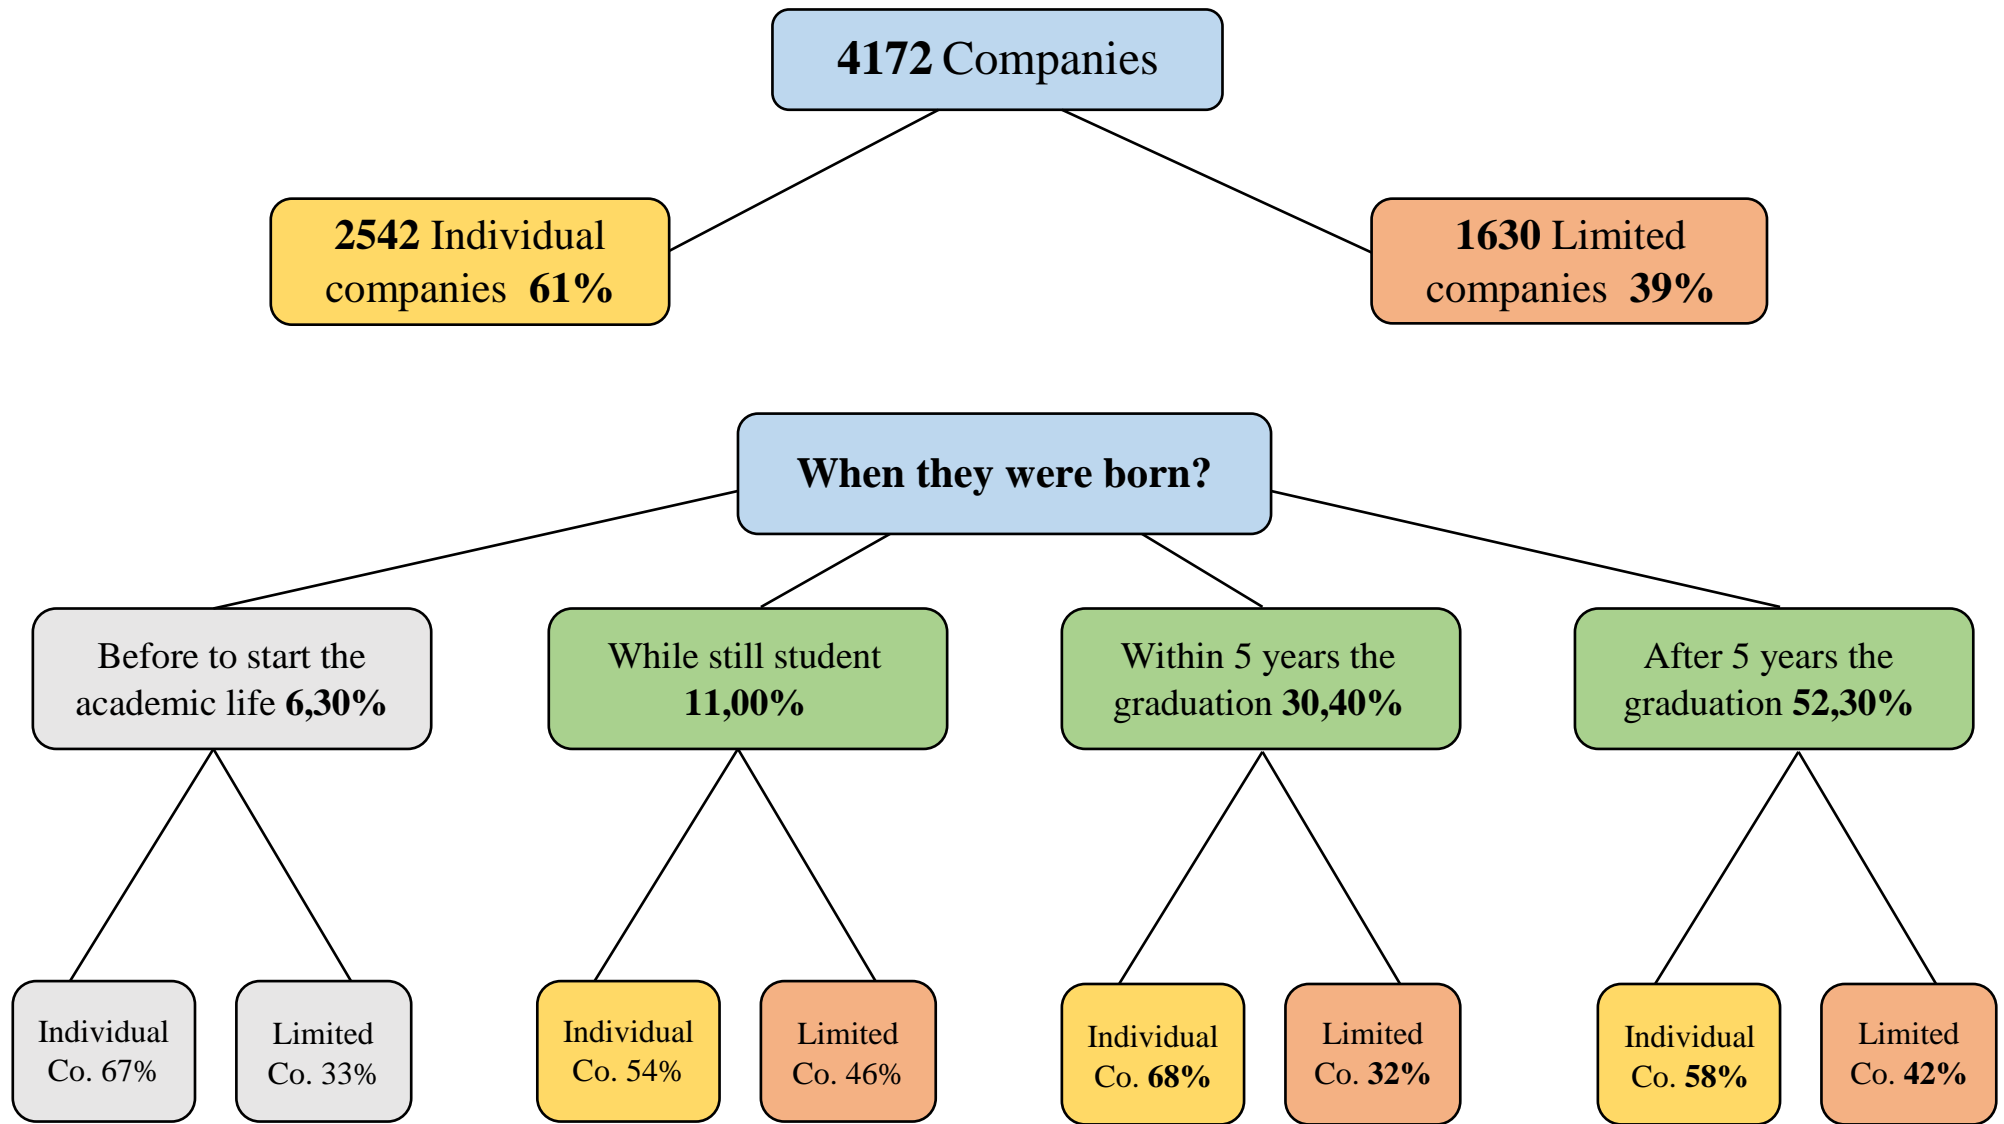 4172 Companies
2542 Individual
companies 61%
1630 Limited
companies 39%
When they were born?
Before to start the
academic life 6,30%
While still student
11,00%
Within 5 years the
graduation 30,40%
After 5 years the
graduation 52,30%
Individual
Co. 67%
Limited
Co. 33%
Individual
Co. 54%
Limited
Co. 46%
Individual
Co. 68%
Limited
Co. 32%
Individual
Co. 58%
Limited
Co. 42%